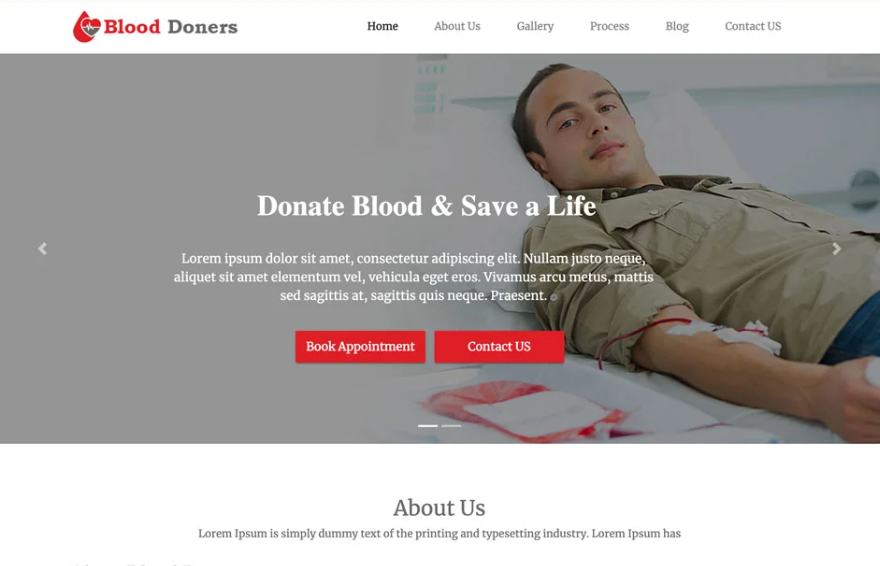 Blood Doners
Home
About Us
Gallery
Process
Blog
Contact US
Donate Blood & Save a Life
Lorem ipsum dolor sit amet, consectetur adipiscing elit. Nullam justo neque,
aliquet sit amet elementum vel, vehicula eget eros. Vivamus arcu metus, mattis
sed sagittis at, sagittis quis neque. Praesent.
Book Appointment
Contact US
About Us
Lorem Ipsum is simply dummy text of the printing and typesetting industry. Lorem Ipsum has